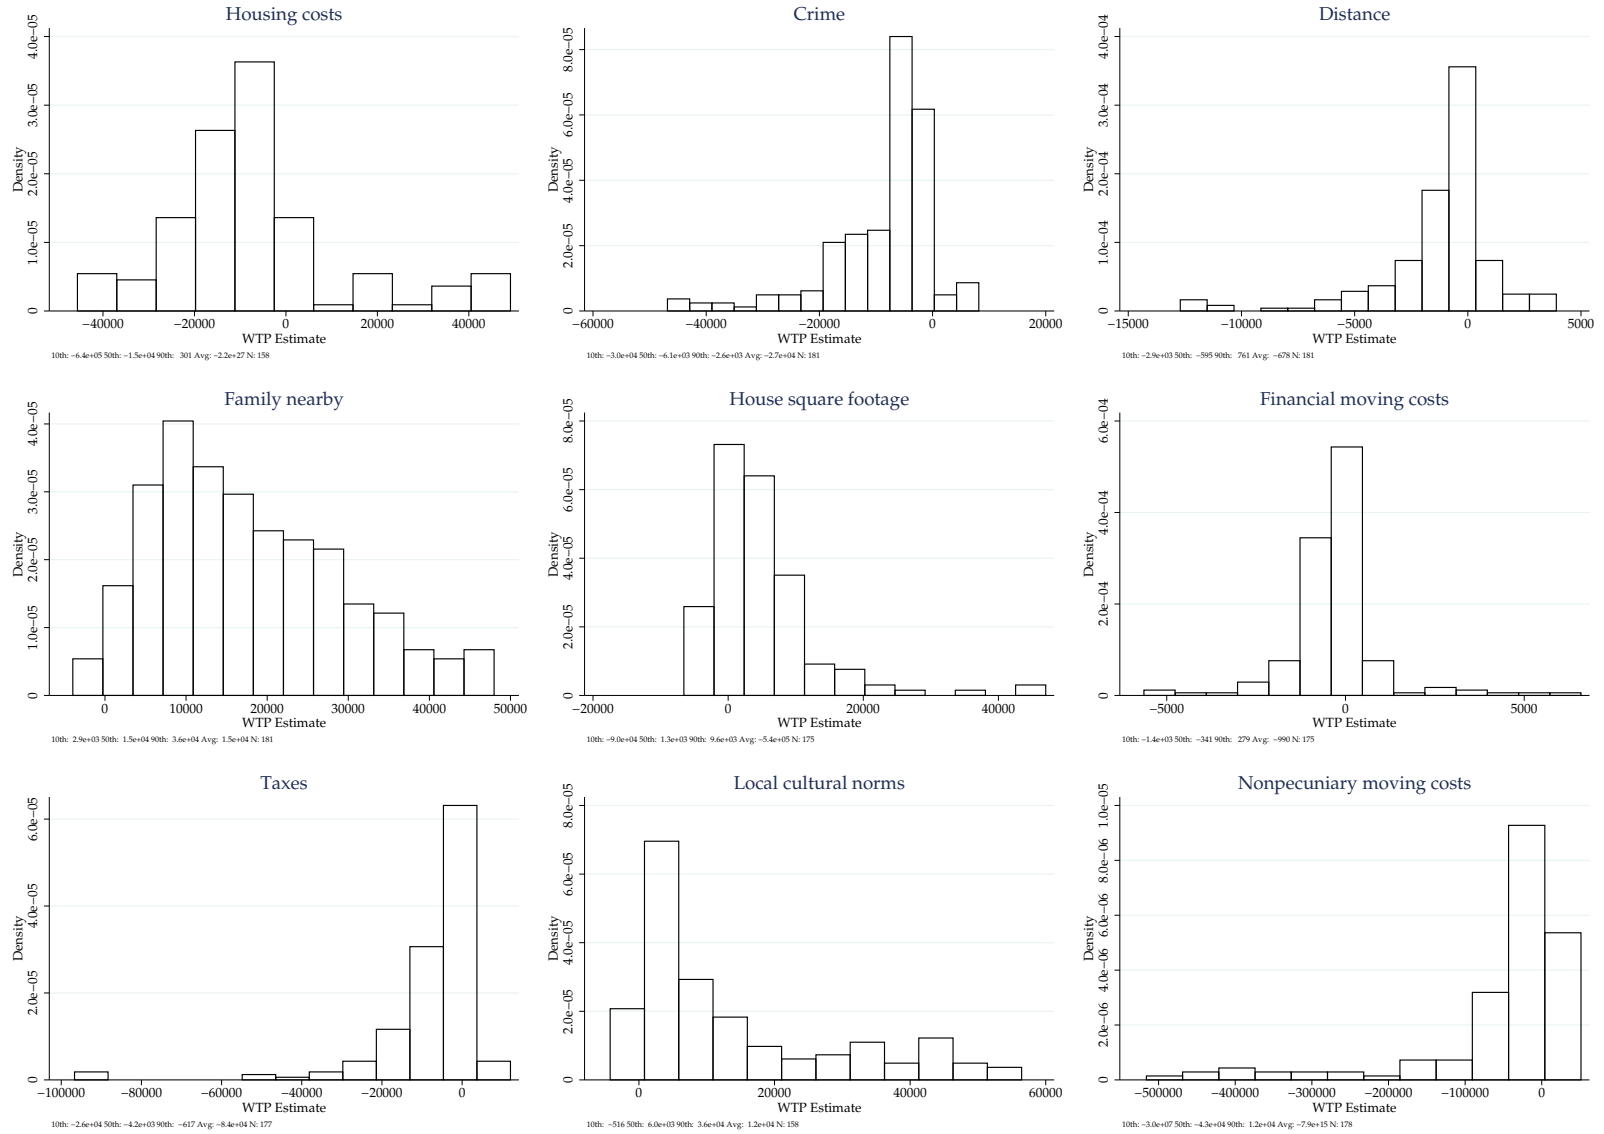 Housing costs
Density
0 1.0e−05 2.0e−05 3.0e−05 4.0e−05
−40000 −20000 0 20000 40000
WTP Estimate
10th: −6.4e+05 50th: −1.5e+04 90th: 301 Avg: −2.2e+27 N: 158
Crime
Density
0 2.0e−05 4.0e−05 6.0e−05 8.0e−05
−60000 −40000 −20000 0 20000
WTP Estimate
10th: −3.0e+04 50th: −6.1e+03 90th: −2.6e+03 Avg: −2.7e+04 N: 181
Distance
Density
0 1.0e−04 2.0e−04 3.0e−04 4.0e−04
−15000 −10000 −5000 0 5000
WTP Estimate
10th: −2.9e+03 50th: −595 90th: 761 Avg: −678 N: 181
Family nearby
Density
0 1.0e−05 2.0e−05 3.0e−05 4.0e−05
0 10000 20000 30000 40000 50000
WTP Estimate
10th: 2.9e+03 50th: 1.5e+04 90th: 3.6e+04 Avg: 1.5e+04 N: 181
House square footage
Density
0 2.0e−05 4.0e−05 6.0e−05 8.0e−05
−20000 0 20000 40000
WTP Estimate
10th: −9.0e+04 50th: 1.3e+03 90th: 9.6e+03 Avg: −5.4e+05 N: 175
Financial moving costs
Density
0 2.0e−04 4.0e−04 6.0e−04
−5000 0 5000
WTP Estimate
10th: −1.4e+03 50th: −341 90th: 279 Avg: −990 N: 175
Taxes
Density
0 2.0e−05 4.0e−05 6.0e−05
−100000 −80000 −60000 −40000 −20000 0
WTP Estimate
10th: −2.6e+04 50th: −4.2e+03 90th: −617 Avg: −8.4e+04 N: 177
Local cultural norms
Density
0 2.0e−05 4.0e−05 6.0e−05 8.0e−05
0 20000 40000 60000
WTP Estimate
10th: −516 50th: 6.0e+03 90th: 3.6e+04 Avg: 1.2e+04 N: 158
Nonpecuniary moving costs
Density
0 2.0e−06 4.0e−06 6.0e−06 8.0e−06 1.0e−05
−500000 −400000 −300000 −200000 −100000 0
WTP Estimate
10th: −3.0e+07 50th: −4.3e+04 90th: 1.2e+04 Avg: −7.9e+15 N: 178